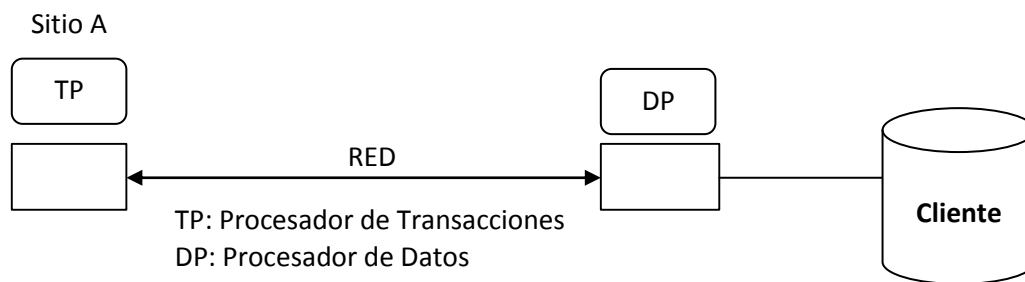 Sitio A
TP
DP
RED
Cliente
TP: Procesador de Transacciones
DP: Procesador de Datos